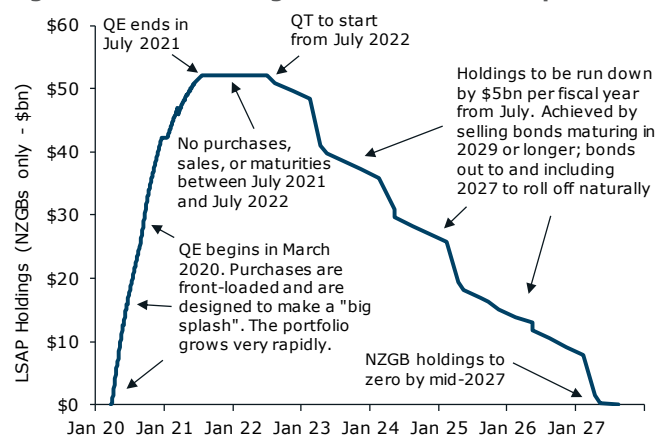 $60
$50
$40
$30
$20
$10
$0
LSAP Holdings (NZGBs only - $bn)
QE ends in
July 2021
QT to start
from July 2022
Holdings to be run down
by $5bn per fiscal year
from July. Achieved by
selling bonds maturing in
2029 or longer; bonds
out to and including
2027 to roll off naturally
No purchases,
sales, or maturities
between July 2021
and July 2022
QE begins in March
2020. Purchases are
front-loaded and are
designed to make a "big
splash". The portfolio
grows very rapidly.
NZGB holdings to
zero by mid-2027
Jan 20 Jan 21 Jan 22 Jan 23 Jan 24 Jan 25 Jan 26 Jan 27